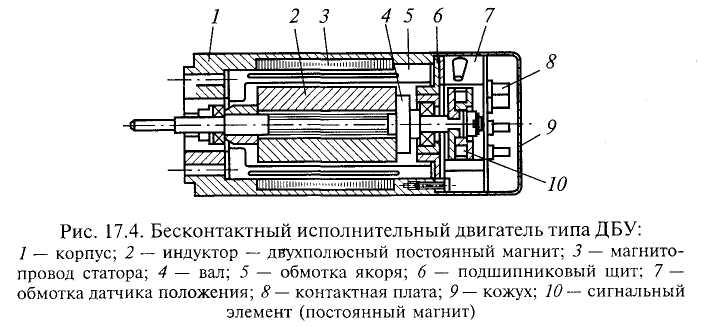 1 2 3 4 5 6 7
8
9
10
Рис. 17.4. Бесконтактный исполнительный двигатель типа ДБУ:
1 — корпус; 2 — индуктор — двухполюсный постоянный магнит; 3 — магнито-
провод статора; 4 — вал; 5 — обмотка якоря; 6 — подшипниковый щит; 7 —
обмотка датчика положения; 8 — контактная плата; 9 — кожух; 10 — сигнальный
элемент (постоянный магнит)